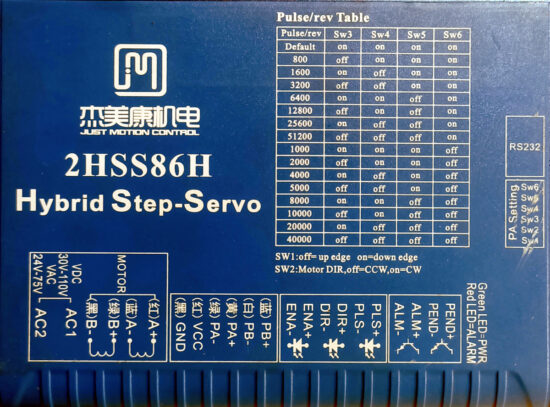 JM
杰美康机电
JUST MOTION CONTROL
2HSS86H
Hybrid Step-Servo
Pulse/rev Table
Pulse/rev Sw3 Sw4 Sw5 Sw6
Default on on on on
800 off on on on
1600 on off on on
3200 off off on on
6400 on on off on
12800 off on off on
25600 on off off on
51200 off off off on
1000 on on on off
2000 off on on off
4000 on off on off
5000 off off on off
8000 on on off off
10000 off on off off
20000 on off off off
40000 off off off off
SW1:off= up edge on=down edge
SW2:Motor DIR,off=CCW,on=CW
RS232
PA Setting
Sw6
Sw5
Sw4
Sw3
Sw2
VDC
30V-110V
VAC
24V-75V
AC1
AC2
MOTOR
(红)A+
(蓝)A-
(绿)B+
(黑)B-
(蓝)PB+
(白)PB-
(黄)PA+
(绿)PA-
(红)VCC
(黑)GND
PLS+
PLS-
DIR+
DIR-
ENA+
ENA-
PEND+
PEND-
ALM+
ALM-
Green LED=PWR
Red LED=ALARM